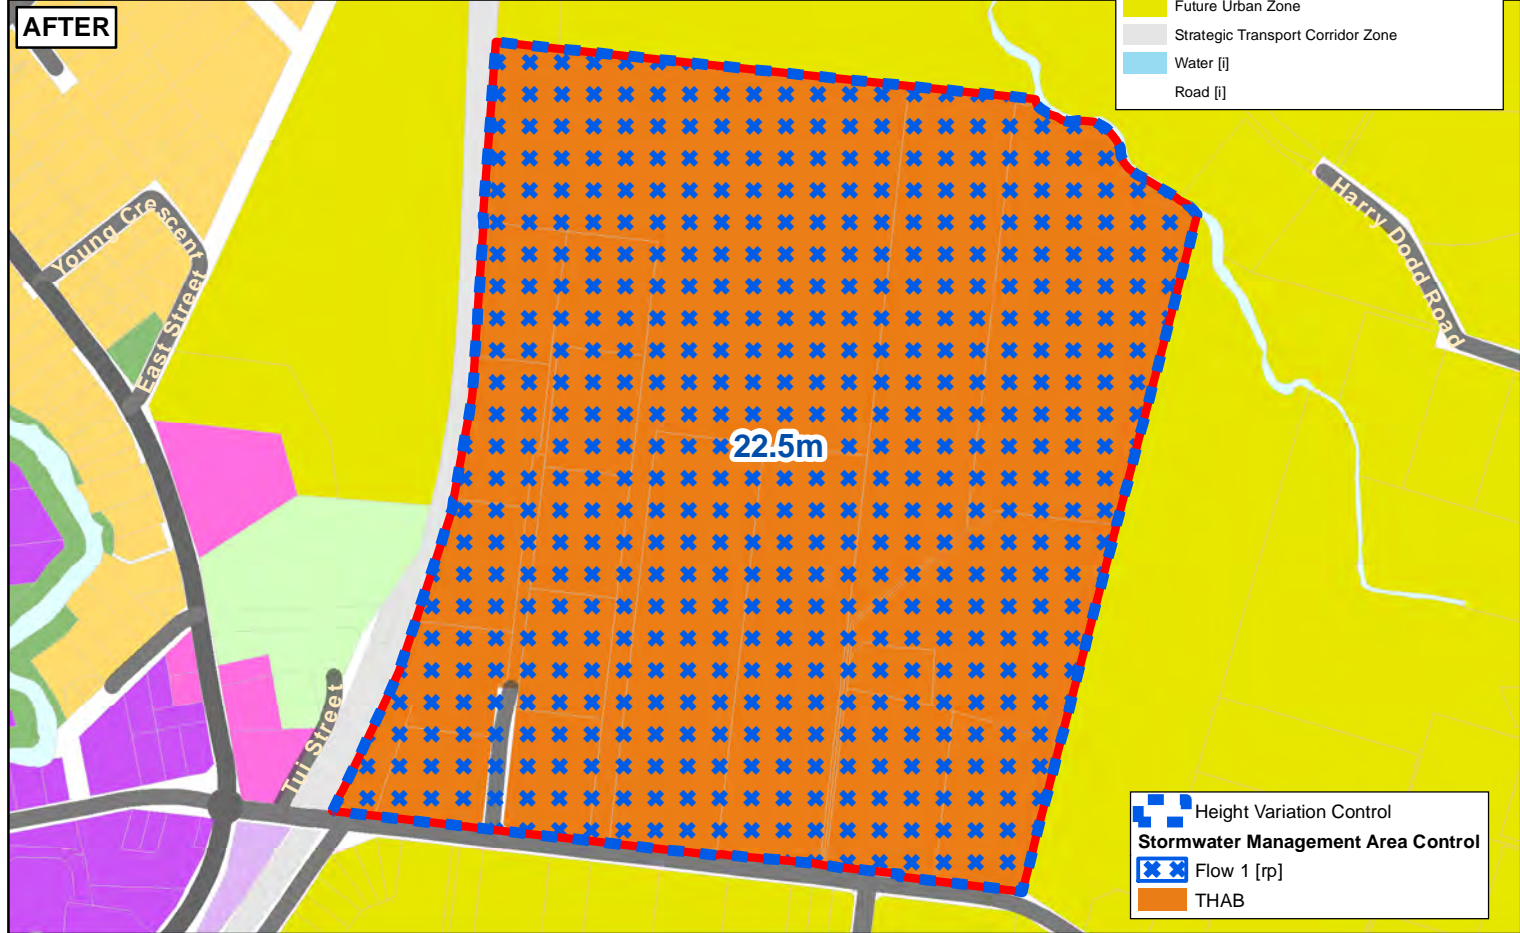 AFTER
Future Urban Zone
Strategic Transport Corridor Zone
Water [i]
Road [i]
Young Crescent
East Street
Harry Dodd Road
22.5m
Tui Street
Height Variation Control
Stormwater Management Area Control
Flow 1 [rp]
THAB